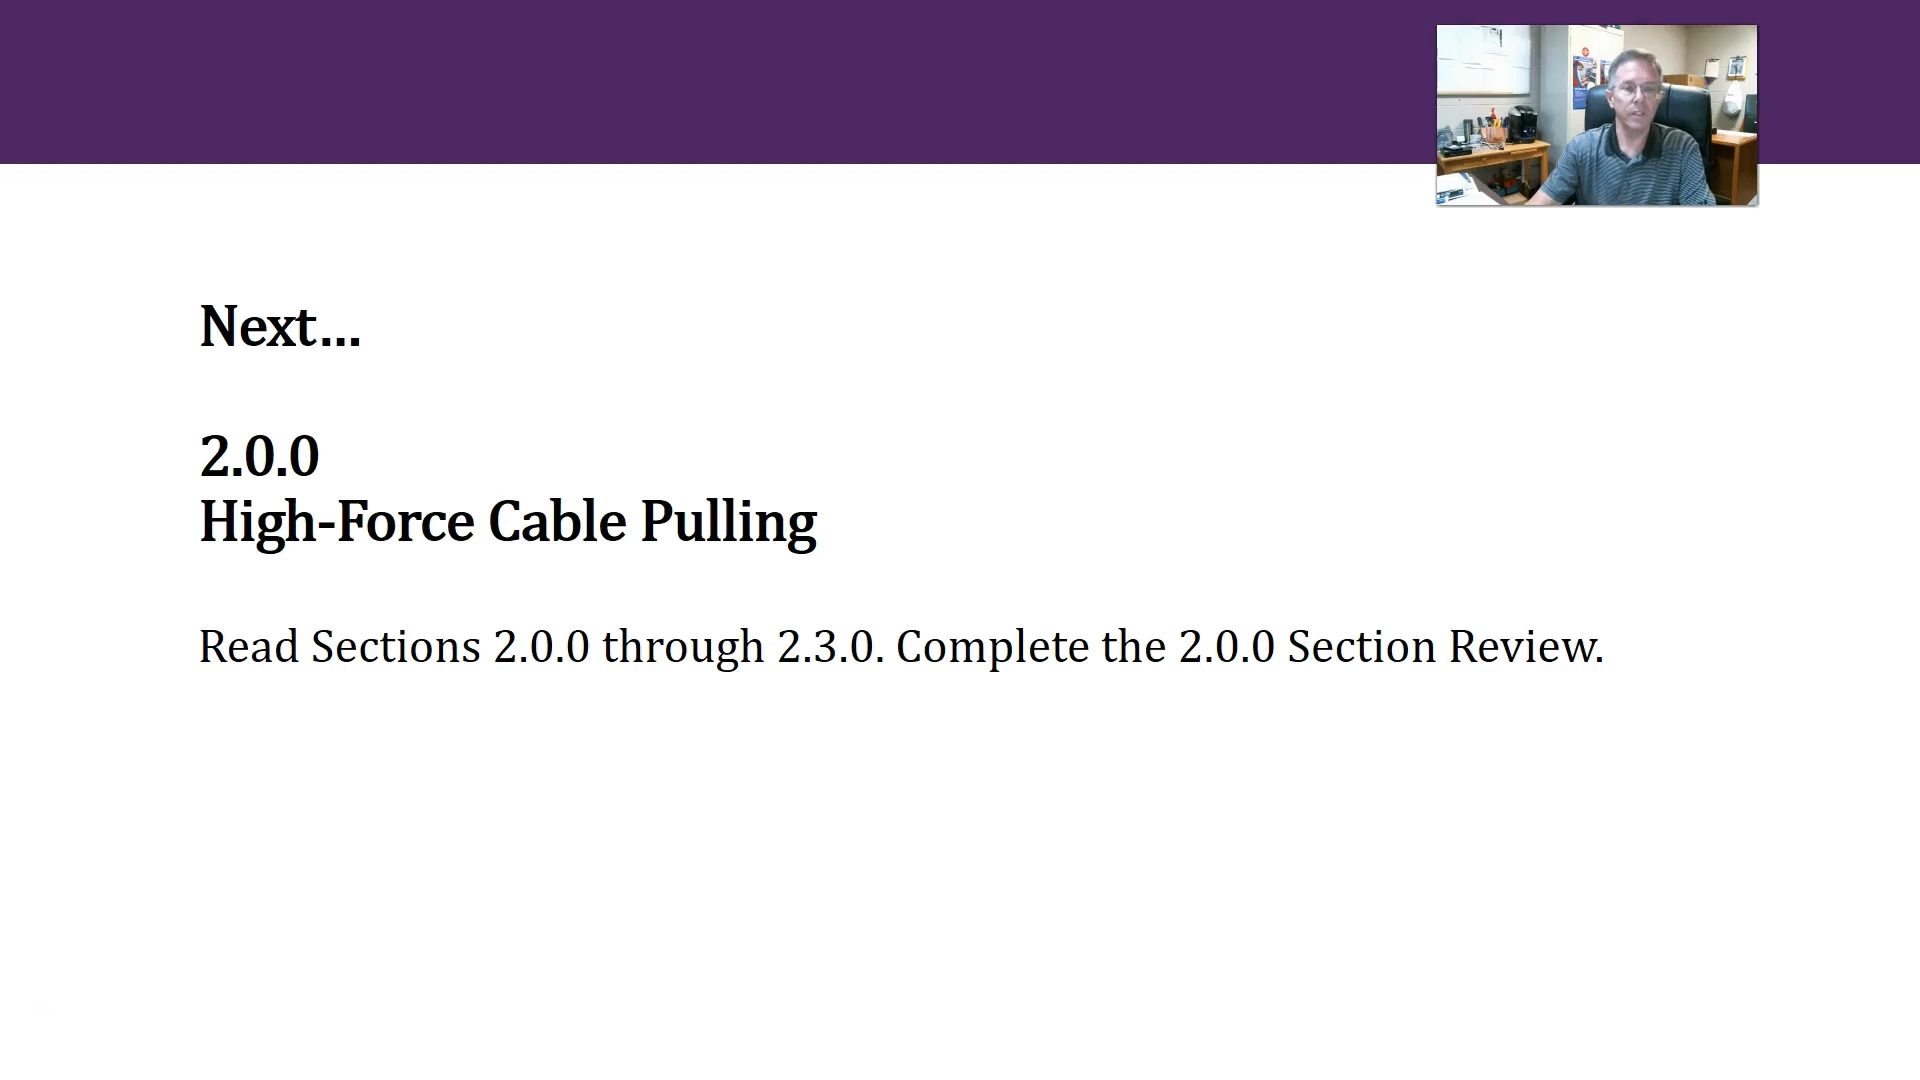 Next...
2.0.0
High-Force Cable Pulling
Read Sections 2.0.0 through 2.3.0. Complete the 2.0.0 Section Review.